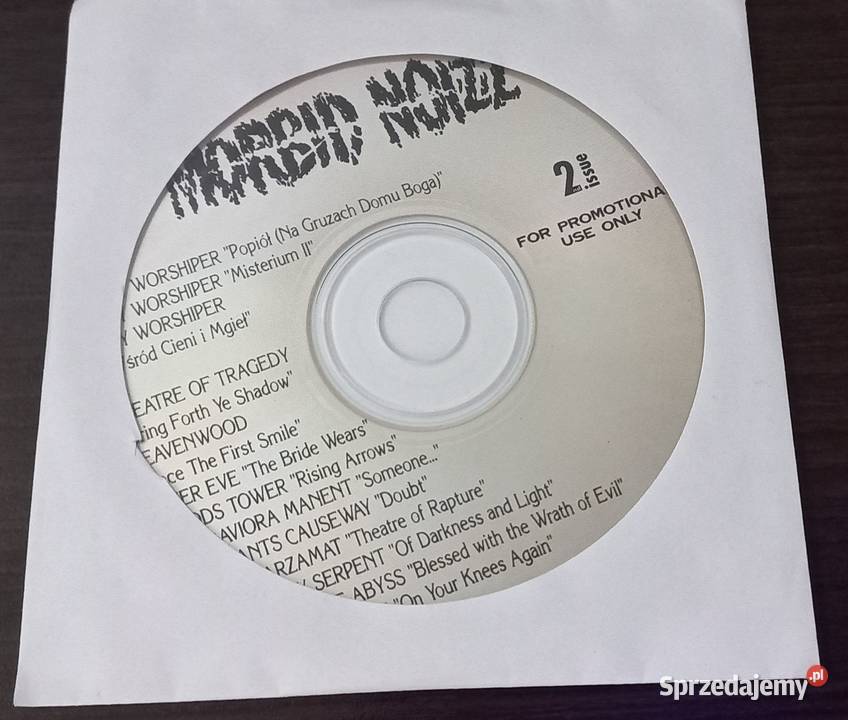 MORBID NOIZZ
2nd issue
FOR PROMOTIONA
USE ONLY
WORSHIPER "Popiół (Na Gruzach Domu Boga)"
WORSHIPER "Misterium II"
Y WORSHIPER
śród Cieni i Mgieł"
EATRE OF TRAGEDY
ing Forth Ye Shadow"
EAVENWOOD
ce The First Smile"
ER EVE "The Bride Wears"
DS TOWER "Rising Arrows"
AVIORA MANENT "Someone..."
ANTS CAUSEWAY "Doubt"
RZAMAT "Theatre of Rapture"
SERPENT "Of Darkness and Light"
E ABYSS "Blessed with the Wrath of Evil"
"On Your Knees Again"
Sprzedajemy.pl